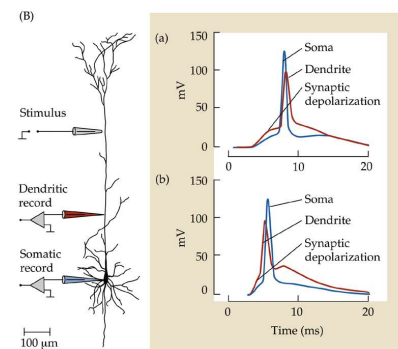 (B)
Stimulus
Dendritic
record
Somatic
record
100 μm
(a)
150
100
50
0
mV
Soma
Dendrite
Synaptic
depolarization
0
10
20
(b)
150
100
50
0
mV
Soma
Dendrite
Synaptic
depolarization
0
10
20
Time (ms)